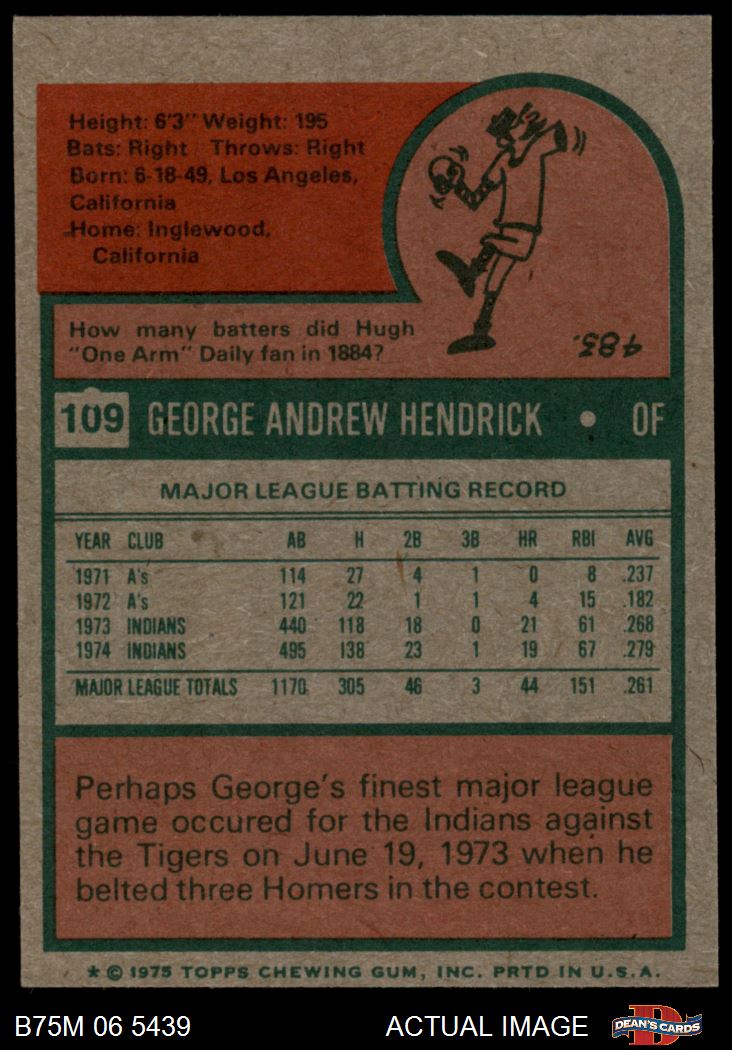 Height: 6'3" Weight: 195
Bats: Right Throws: Right
Born: 6-18-49, Los Angeles,
California
Home: Inglewood,
California
How many batters did Hugh
"One Arm" Daily fan in 1884?
483.
109 GEORGE ANDREW HENDRICK • OF
MAJOR LEAGUE BATTING RECORD
YEAR CLUB AB H 2B 3B HR RBI AVG
1971 A's 114 27 4 1 0 8 .237
1972 A's 121 22 1 1 4 15 .182
1973 INDIANS 440 118 18 0 21 61 .268
1974 INDIANS 495 138 23 1 19 67 .279
MAJOR LEAGUE TOTALS 1170 305 46 3 44 151 .261
Perhaps George's finest major league
game occured for the Indians against
the Tigers on June 19, 1973 when he
belted three Homers in the contest.
* © 1975 TOPPS CHEWING GUM, INC. PRTD IN U.S.A.
B75M 06 5439 ACTUAL IMAGE D DEAN'S CARDS